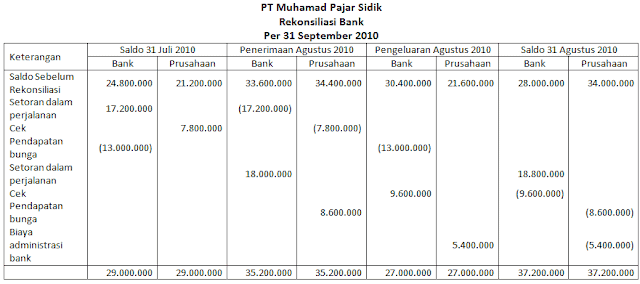 PT Muhamad Pajar Sidik
Rekonsiliasi Bank
Per 31 September 2010
Keterangan Saldo 31 Juli 2010 Penerimaan Agustus 2010 Pengeluaran Agustus 2010 Saldo 31 Agustus 2010
Bank Prusahaan Bank Prusahaan Bank Prusahaan Bank Prusahaan
Saldo Sebelum
Rekonsiliasi 24.800.000 21.200.000 33.600.000 34.400.000 30.400.000 21.600.000 28.000.000 34.000.000
Setoran dalam
perjalanan 17.200.000 (17.200.000)
Cek 7.800.000 (7.800.000)
Pendapatan
bunga (13.000.000) (13.000.000)
Setoran dalam
perjalanan 18.000.000 18.800.000
Cek 9.600.000 (9.600.000)
Pendapatan
bunga 8.600.000 (8.600.000)
Biaya
administrasi 5.400.000 (5.400.000)
bank
29.000.000 29.000.000 35.200.000 35.200.000 27.000.000 27.000.000 37.200.000 37.200.000